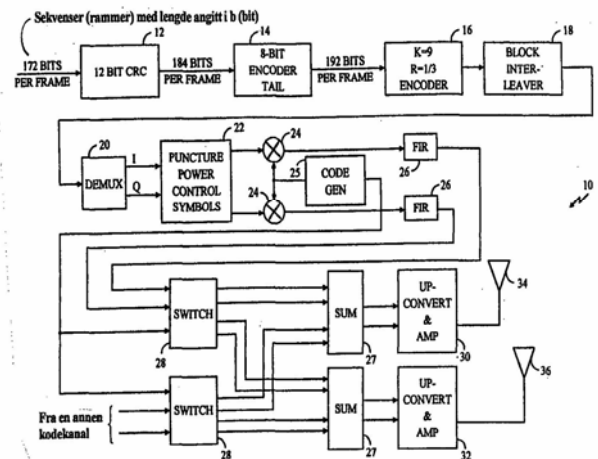 Sekvenser (rammer) med lengde angitt i b (bit)
12
14
16
18
172 BITS
PER FRAME
12 BIT CRC
184 BITS
PER FRAME
8-BIT
ENCODER
TAIL
192 BITS
PER FRAME
K=9
R=1/3
ENCODER
BLOCK
INTER-
LEAVER
20
22
24
26
DEMUX
I
Q
PUNCTURE
POWER
CONTROL
SYMBOLS
25
CODE
GEN
FIR
24
26
FIR
10
34
SWITCH
28
SUM
27
UP-
CONVERT
&
AMP
30
36
Fra en annen
kodekanal
SWITCH
28
SUM
27
UP-
CONVERT
&
AMP
32